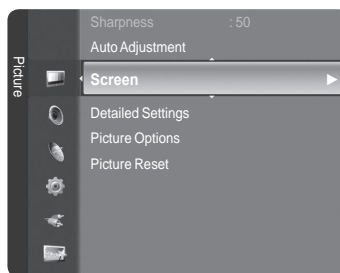 Picture
Sharpness : 50
Auto Adjustment
Screen
Detailed Settings
Picture Options
Picture Reset